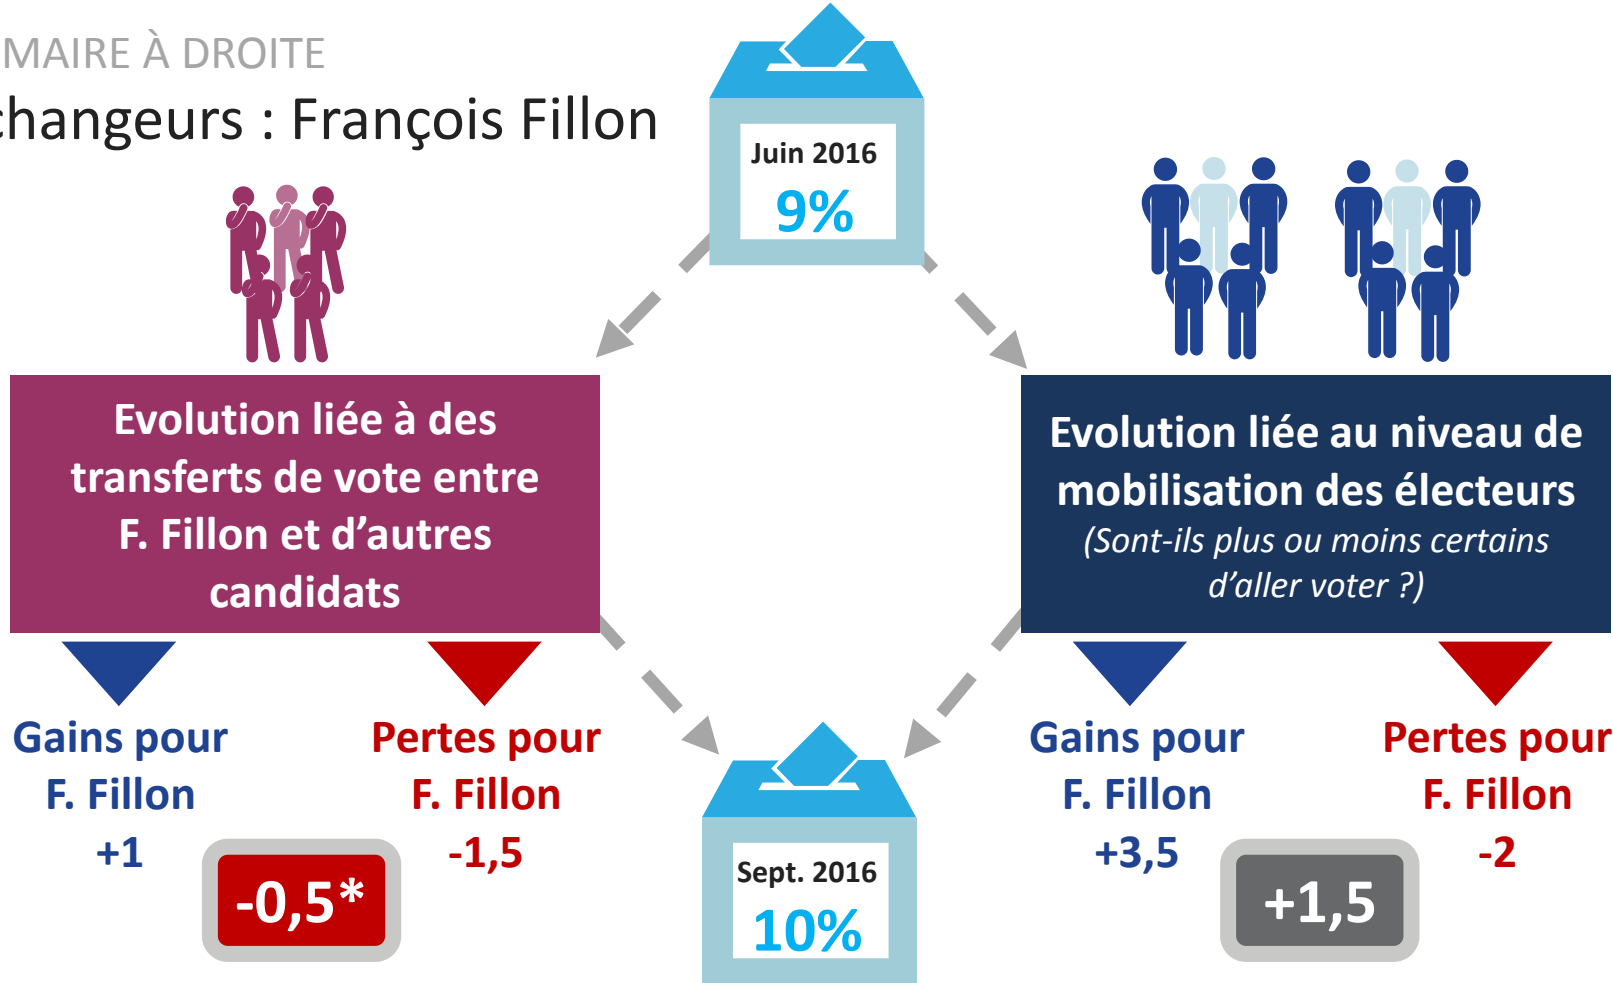 MAIRE À DROITE
changeurs : François Fillon
Juin 2016
9%
Evolution liée à des
transferts de vote entre
F. Fillon et d'autres
candidats
Evolution liée au niveau de
mobilisation des électeurs
(Sont-ils plus ou moins certains
d'aller voter ?)
Gains pour
F. Fillon
+1
Pertes pour
F. Fillon
-1,5
-0,5*
Sept. 2016
10%
Gains pour
F. Fillon
+3,5
Pertes pour
F. Fillon
-2
+1,5